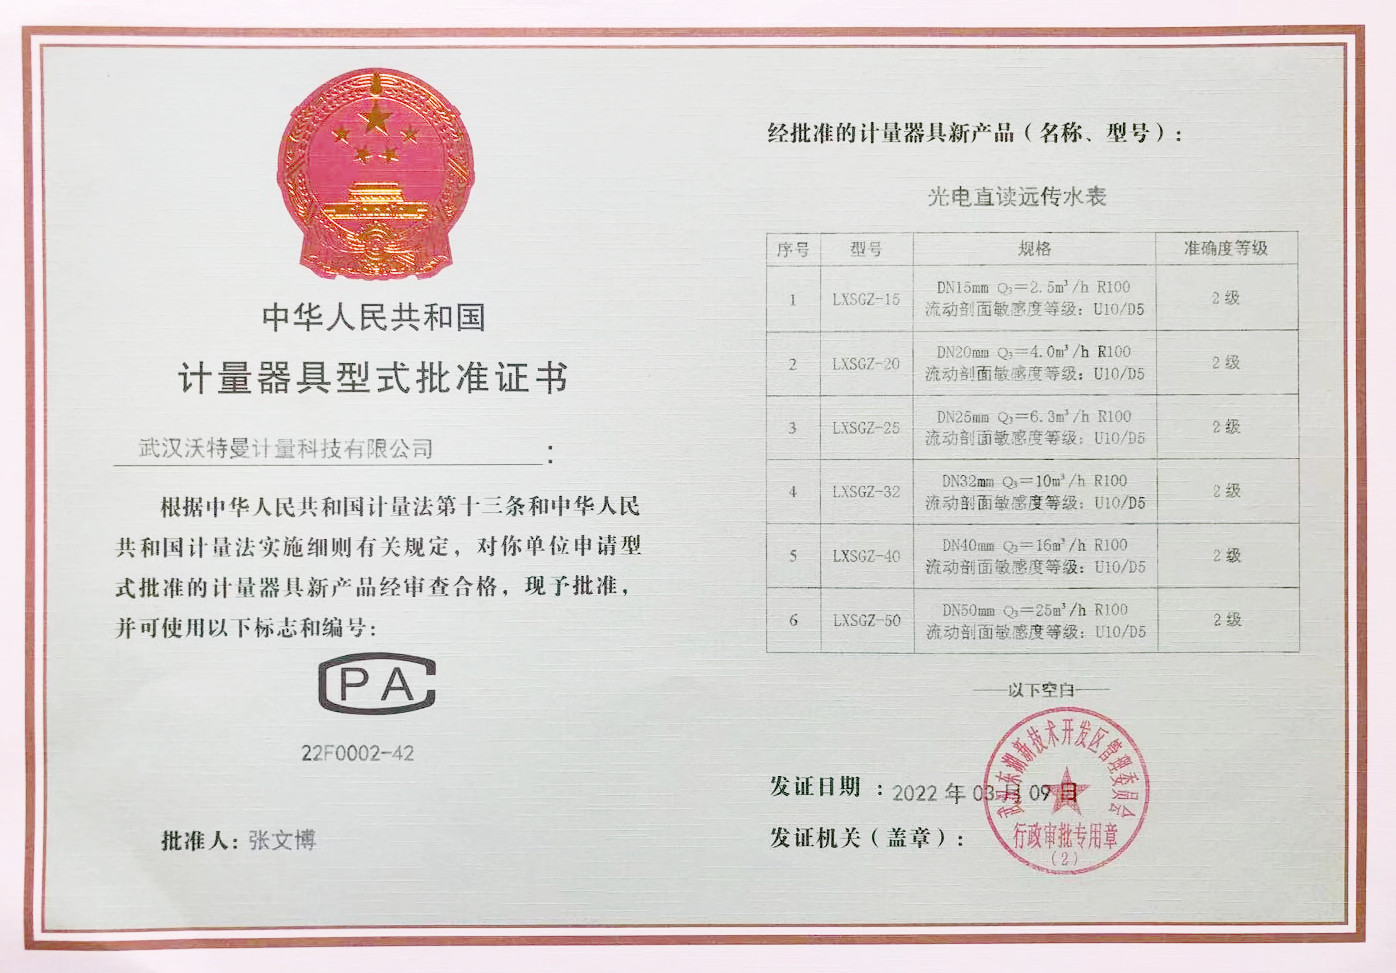 中华人民共和国
计量器具型式批准证书
武汉沃特曼计量科技有限公司:
根据中华人民共和国计量法第十三条和中华人民
共和国计量法实施细则有关规定，对你单位申请型
式批准的计量器具新产品经审查合格，现予批准，
并可使用以下标志和编号:
CPA
22F0002-42
批准人: 张文博
经批准的计量器具新产品（名称、型号）:
光电直读远传水表
序号 型号 规格 准确度等级
1 LXSGZ-15 DN15mm Q₃=2.5m³/h R100 2级
流动剖面敏感度等级: U10/D5
2 LXSGZ-20 DN20mm Q₃=4.0m³/h R100 2级
流动剖面敏感度等级: U10/D5
3 LXSGZ-25 DN25mm Q₃=6.3m³/h R100 2级
流动剖面敏感度等级: U10/D5
4 LXSGZ-32 DN32mm Q₃=10m³/h R100 2级
流动剖面敏感度等级: U10/D5
5 LXSGZ-40 DN40mm Q₃=16m³/h R100 2级
流动剖面敏感度等级: U10/D5
6 LXSGZ-50 DN50mm Q₃=25m³/h R100 2级
流动剖面敏感度等级: U10/D5
——以下空白——
发证日期 : 2022 年 03 月 09 日
发证机关（盖章）:
武汉东湖新技术开发区管理委员会
行政审批专用章
(2)